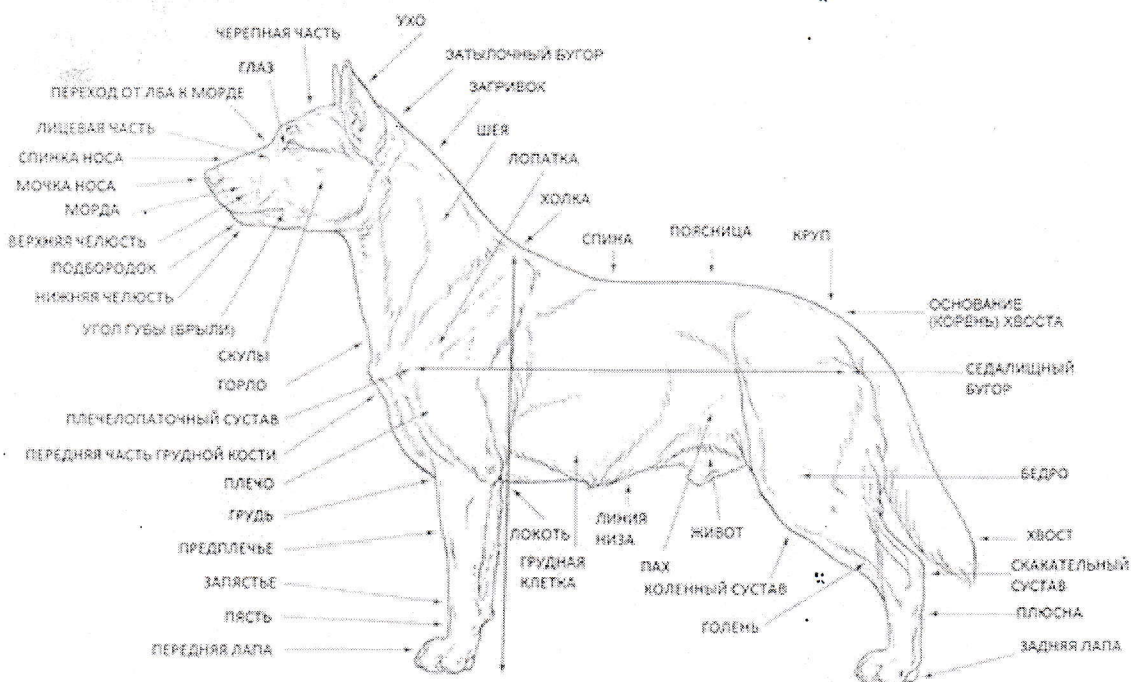 УХО
ЧЕРЕПНАЯ ЧАСТЬ
ЗАТЫЛОЧНЫЙ БУГОР
ГЛАЗ
ЗАГРИВОК
ПЕРЕХОД ОТ ЛБА К МОРДЕ
ЛИЦЕВАЯ ЧАСТЬ
ШЕЯ
СПИНКА НОСА
ЛОПАТКА
МОЧКА НОСА
ХОЛКА
МОРДА
СПИНА
ПОЯСНИЦА
КРУП
ВЕРХНЯЯ ЧЕЛЮСТЬ
ПОДБОРОДОК
НИЖНЯЯ ЧЕЛЮСТЬ
ОСНОВАНИЕ
(КОРЕНЬ) ХВОСТА
УГОЛ ГУБЫ (БРЫЛИ)
СКУЛЫ
ГОРЛО
СЕДАЛИЩНЫЙ
БУГОР
ПЛЕЧЕЛОПАТОЧНЫЙ СУСТАВ
ПЕРЕДНЯЯ ЧАСТЬ ГРУДНОЙ КОСТИ
ПЛЕЧО
БЕДРО
ГРУДЬ
ЛОКОТЬ
ЛИНИЯ
НИЗА
ЖИВОТ
ХВОСТ
ПРЕДПЛЕЧЬЕ
ГРУДНАЯ
КЛЕТКА
ПАХ
КОЛЕННЫЙ СУСТАВ
СКАКАТЕЛЬНЫЙ
СУСТАВ
ЗАПЯСТЬЕ
ПЯСТЬ
ГОЛЕНЬ
ПЛЮСНА
ПЕРЕДНЯЯ ЛАПА
ЗАДНЯЯ ЛАПА